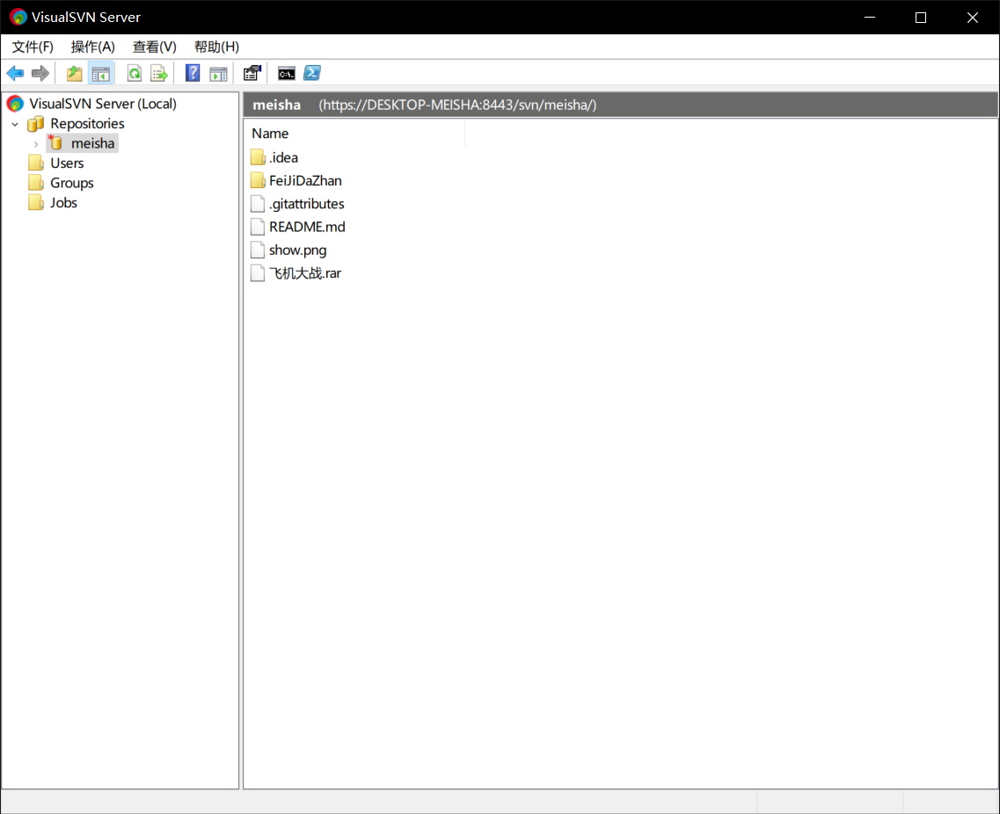 VisualSVN Server
文件(F) 操作(A) 查看(V) 帮助(H)
C:\.
VisualSVN Server (Local)
Repositories
meisha
Users
Groups
Jobs
meisha (https://DESKTOP-MEISHA:8443/svn/meisha/)
Name
.idea
FeiJiDaZhan
.gitattributes
README.md
show.png
飞机大战.rar